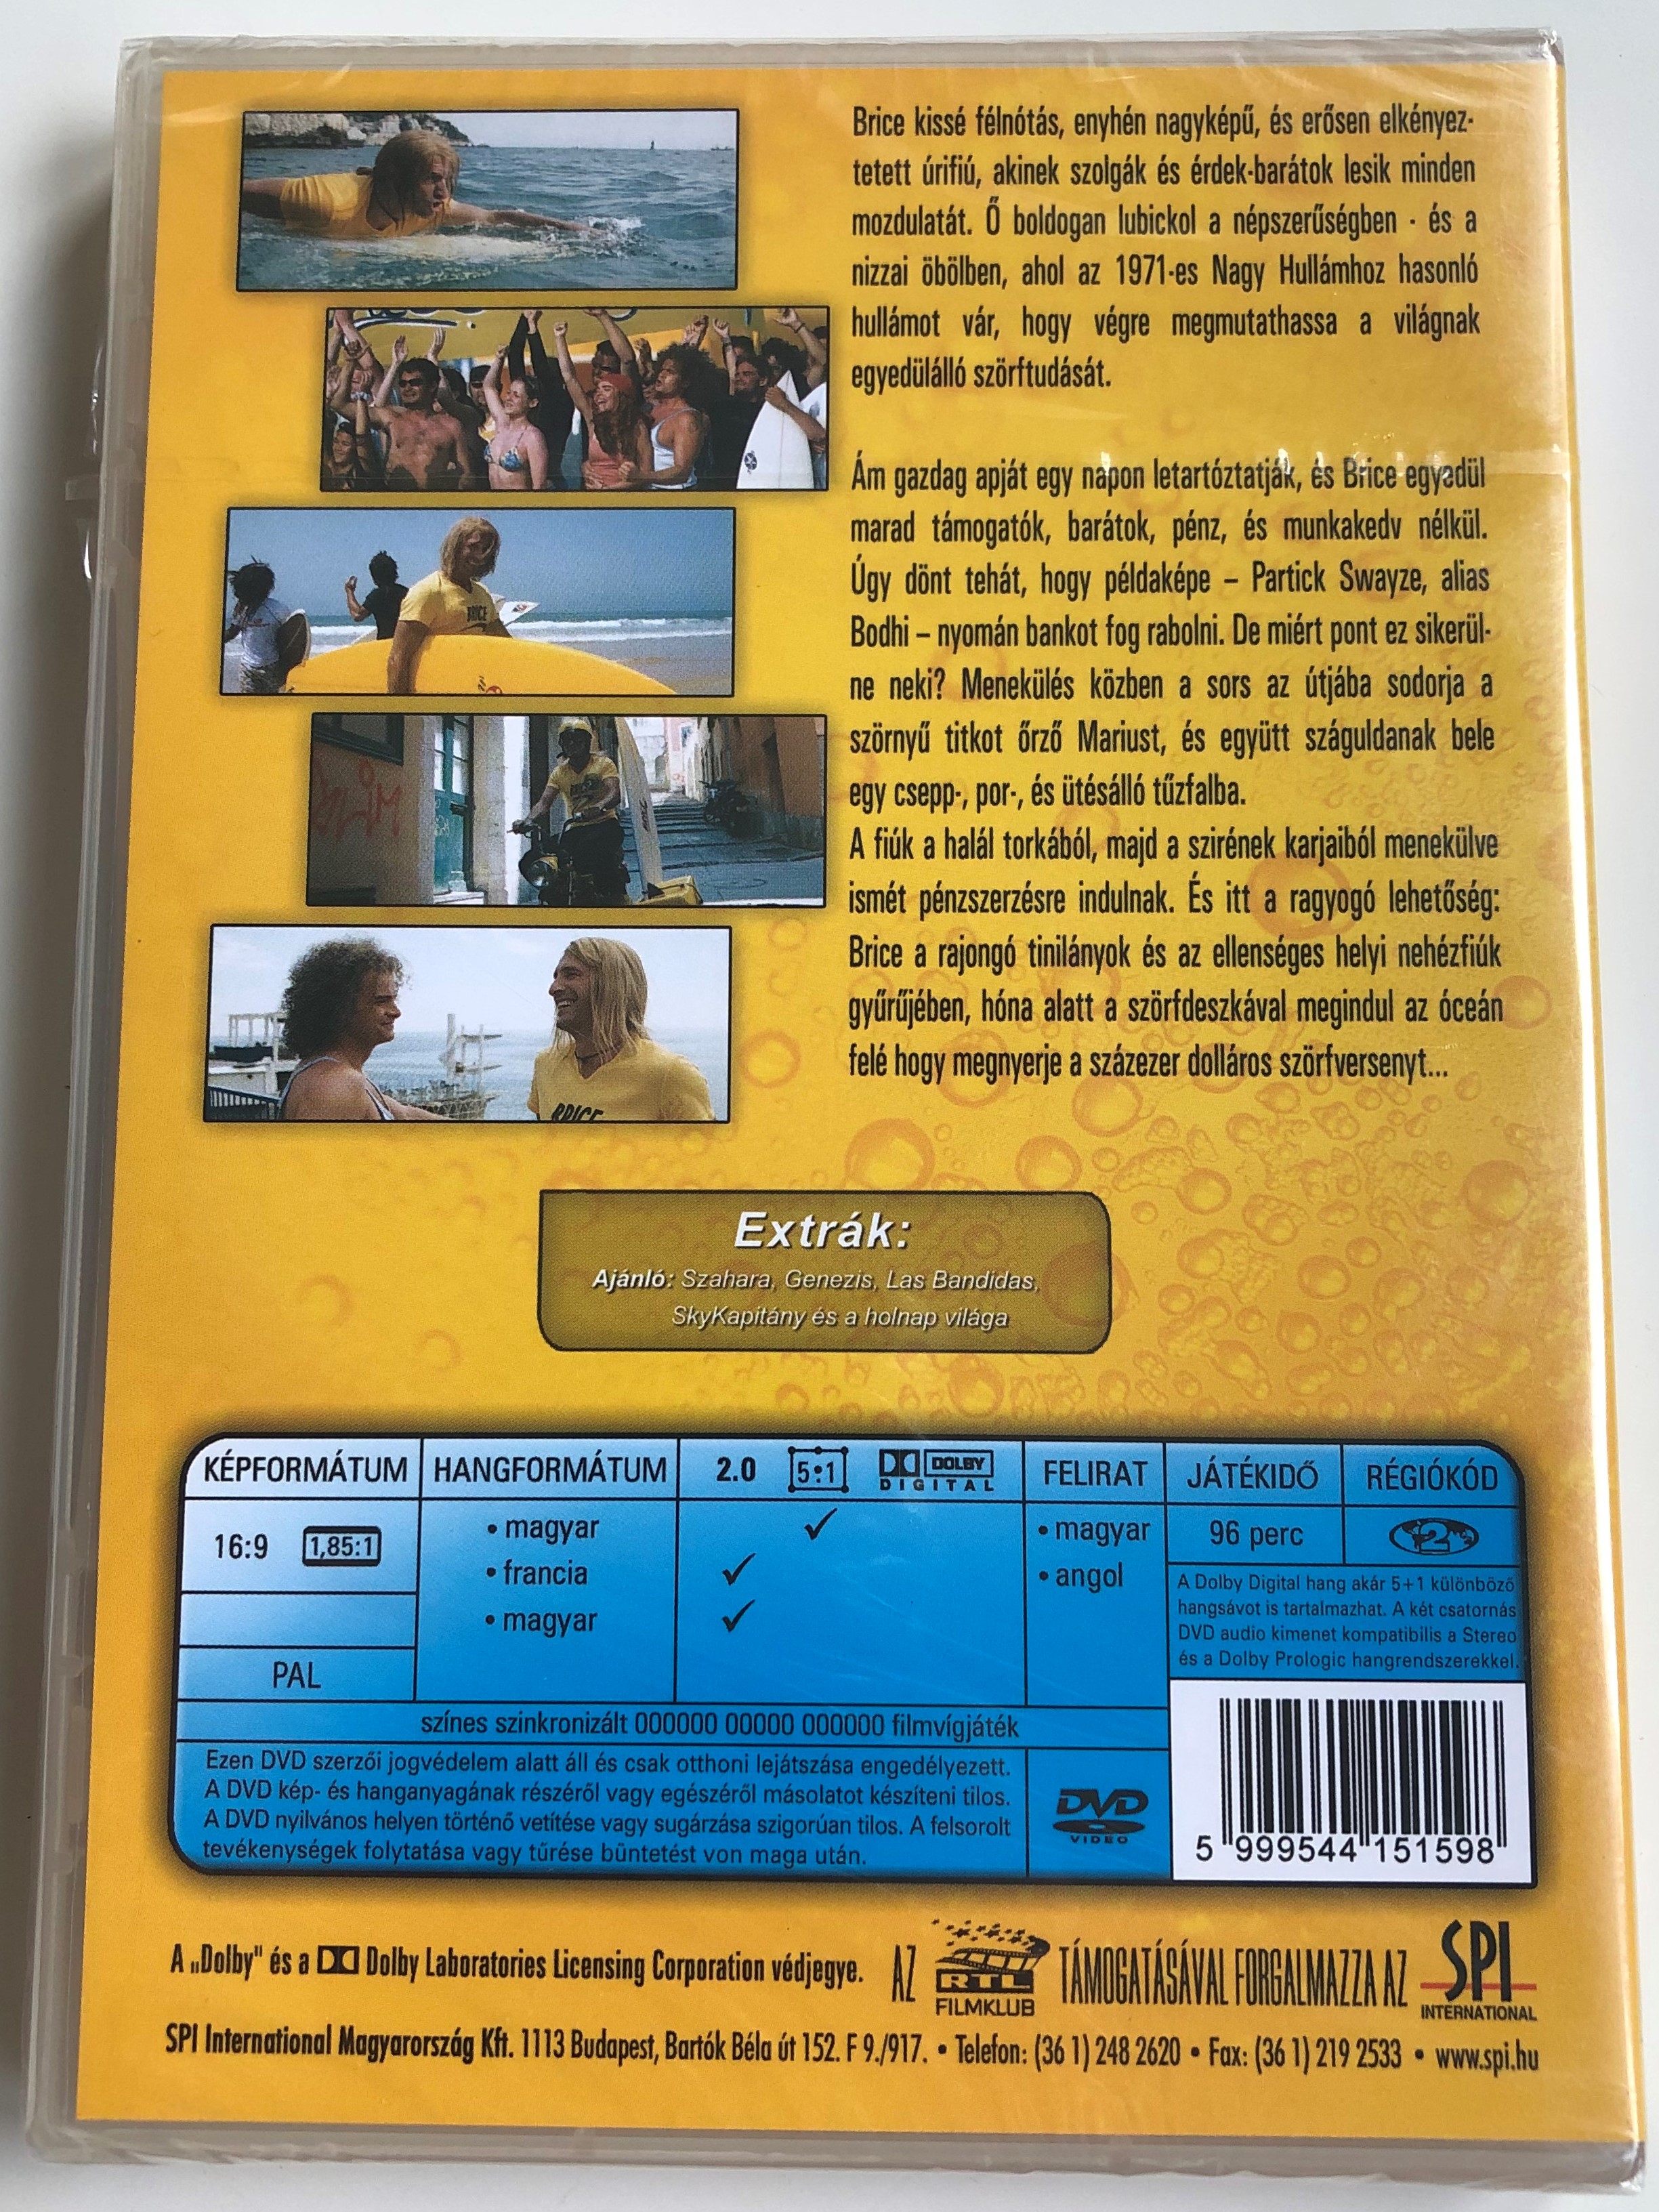 Brice kissé félnótás, enyhén nagyképű, és erősen elkényez-
tetett úrifiú, akinek szolgák és érdek-barátok lesik minden
mozdulatát. Ő boldogan lubickol a népszerűségben - és a
nizzai öbölben, ahol az 1971-es Nagy Hullámhoz hasonló
hullámot vár, hogy végre megmutathassa a világnak
egyedülálló szörftudását.
Ám gazdag apját egy napon letartóztatják, és Brice egyedül
marad támogatók, barátok, pénz, és munkakedv nélkül.
Úgy dönt tehát, hogy példaképe – Partick Swayze, alias
Bodhi – nyomán bankot fog rabolni. De miért pont ez sikerül-
ne neki? Menekülés közben a sors az útjába sodorja a
szörnyű titkot őrző Mariust, és együtt száguldanak bele
egy csepp-, por-, és ütésálló tűzfalba.
A fiúk a halál torkából, majd a szirének karjaiból menekülve
ismét pénzszerzésre indulnak. És itt a ragyogó lehetőség:
Brice a rajongó tinilányok és az ellenséges helyi nehézfiúk
gyűrűjében, hóna alatt a szörfdeszkával megindul az óceán
felé hogy megnyerje a százezer dolláros szörfversenyt...
BRICE
BRICE
Extrák:
Ajánló: Szahara, Genezis, Las Bandidas,
SkyKapitány és a holnap világa
KÉPFORMÁTUM HANGFORMÁTUM 2.0 5:1 DOLBY DIGITAL FELIRAT JÁTÉKIDŐ RÉGIÓKÓD
16:9 1,85:1
PAL
• magyar ✓
• francia ✓
• magyar ✓
• magyar
• angol
96 perc
2
A Dolby Digital hang akár 5+1 különböző
hangsávot is tartalmazhat. A két csatornás
DVD audio kimenet kompatibilis a Stereo
és a Dolby Prologic hangrendszerekkel.
színes szinkronizált 000000 00000 000000 filmvígjáték
Ezen DVD szerzői jogvédelem alatt áll és csak otthoni lejátszása engedélyezett.
A DVD kép- és hanganyagának részéről vagy egészéről másolatot készíteni tilos.
A DVD nyilvános helyen történő vetítése vagy sugárzása szigorúan tilos. A felsorolt
tevékenységek folytatása vagy tűrése büntetést von maga után.
DVD
VIDEO
5 999544 151598
A „Dolby" és a Dolby Laboratories Licensing Corporation védjegye.
AZ RTL FILMKLUB TÁMOGATÁSÁVAL FORGALMAZZA AZ SPI INTERNATIONAL
SPI International Magyarország Kft. 1113 Budapest, Bartók Béla út 152. F 9./917. • Telefon: (36 1) 248 2620 • Fax: (36 1) 219 2533 • www.spi.hu